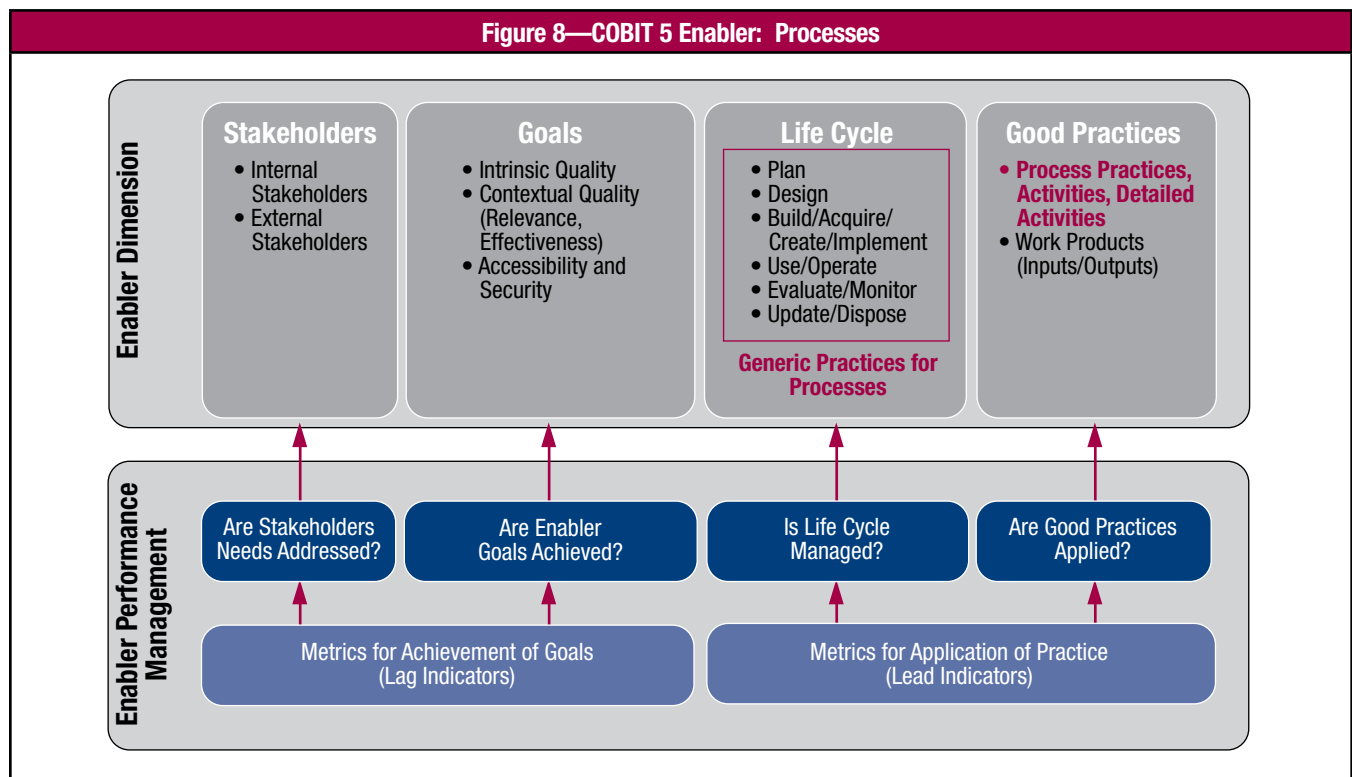 Figure 8—COBIT 5 Enabler: Processes
Enabler Dimension
Stakeholders
• Internal
Stakeholders
• External
Stakeholders
Goals
• Intrinsic Quality
• Contextual Quality
(Relevance,
Effectiveness)
• Accessibility and
Security
Life Cycle
• Plan
• Design
• Build/Acquire/
Create/Implement
• Use/Operate
• Evaluate/Monitor
• Update/Dispose
Generic Practices for
Processes
Good Practices
• Process Practices,
Activities, Detailed
Activities
• Work Products
(Inputs/Outputs)
Enabler Performance
Management
Are Stakeholders
Needs Addressed?
Are Enabler
Goals Achieved?
Is Life Cycle
Managed?
Are Good Practices
Applied?
Metrics for Achievement of Goals
(Lag Indicators)
Metrics for Application of Practice
(Lead Indicators)